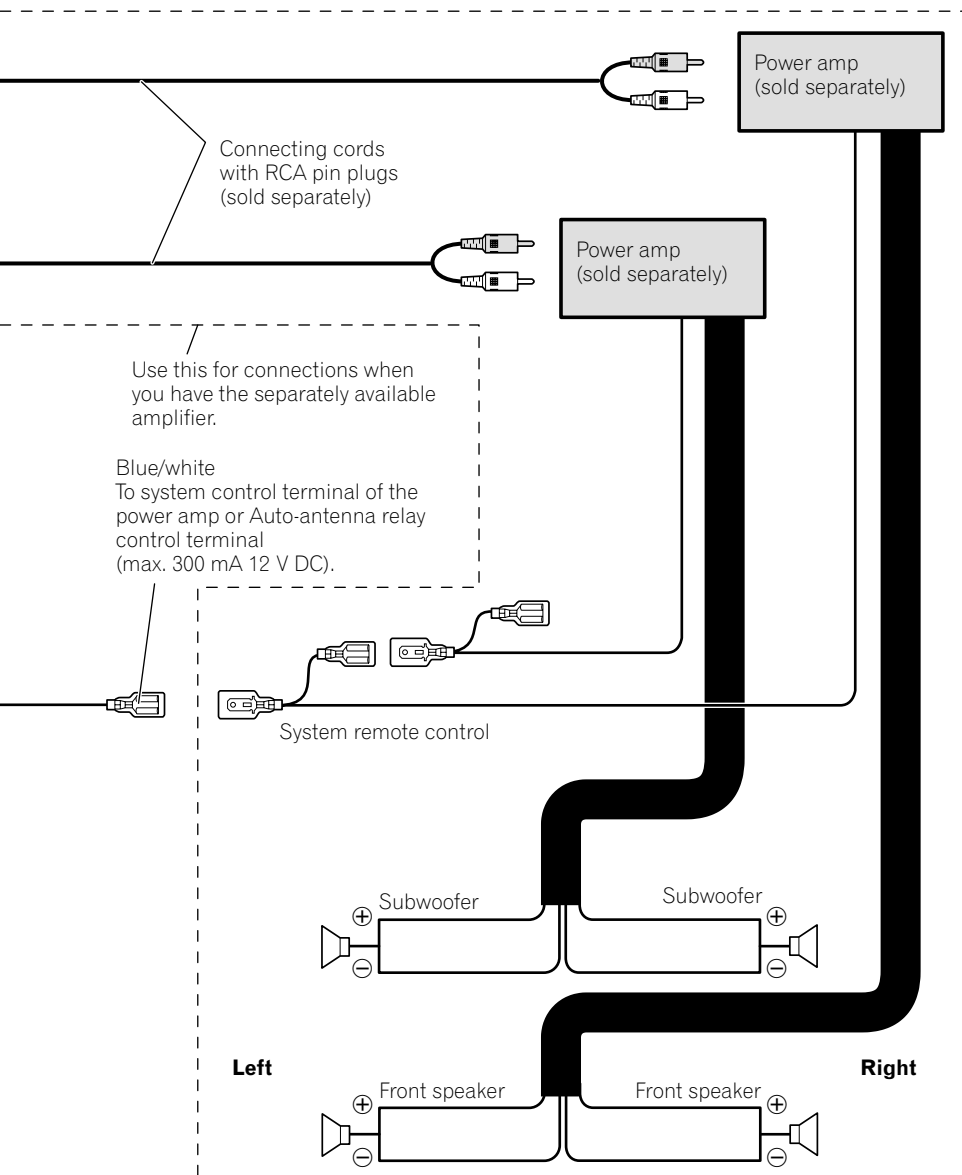 Power amp
(sold separately)
Connecting cords
with RCA pin plugs
(sold separately)
Power amp
(sold separately)
Use this for connections when
you have the separately available
amplifier.
Blue/white
To system control terminal of the
power amp or Auto-antenna relay
control terminal
(max. 300 mA 12 V DC).
System remote control
Subwoofer
Subwoofer
⊕
⊕
⊖
⊖
Left
Right
Front speaker
Front speaker
⊕
⊕
⊖
⊖